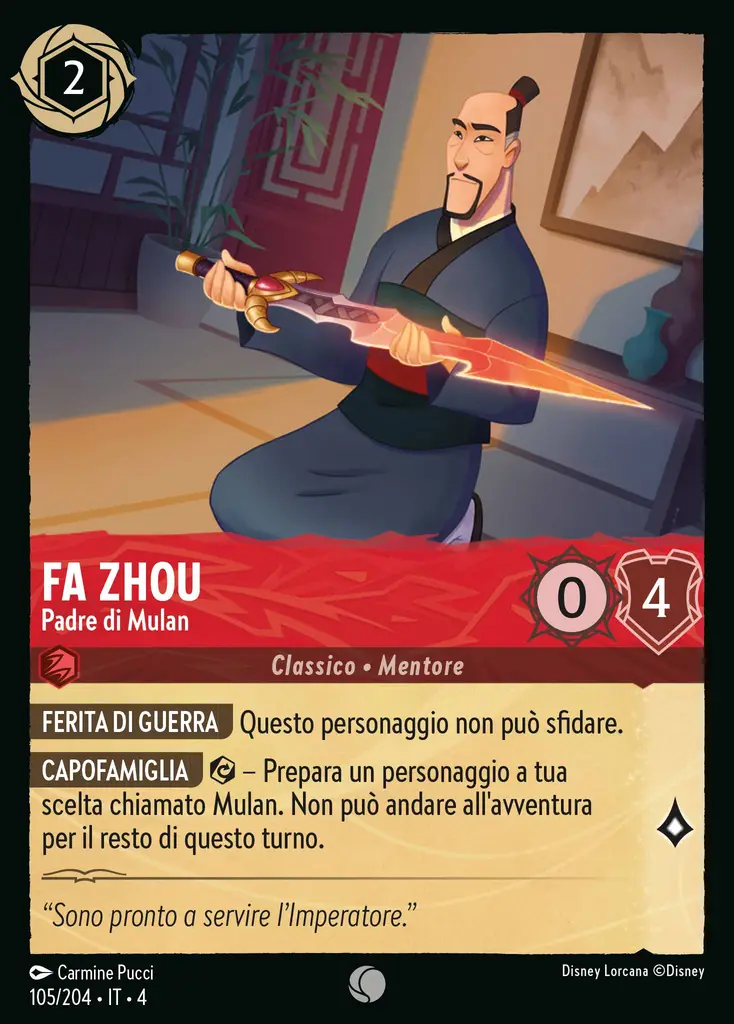 2
FA ZHOU
Padre di Mulan
0
4
Classico • Mentore
FERITA DI GUERRA Questo personaggio non può sfidare.
CAPOFAMIGLIA – Prepara un personaggio a tua
scelta chiamato Mulan. Non può andare all'avventura
per il resto di questo turno.
“Sono pronto a servire l’Imperatore.”
Carmine Pucci
Disney Lorcana ©Disney
105/204 • IT • 4